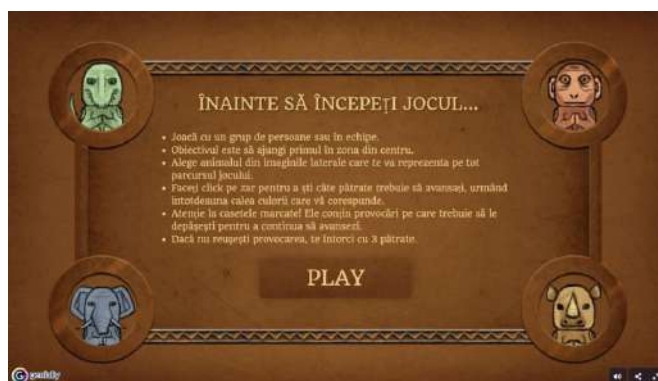 ÎNAINTE SĂ ÎNCEPEȚI JOCUL...
• Joacă cu un grup de persoane sau în echipe.
• Obiectivul este să ajungi primul în zona din centru.
• Alege animalul din imaginile laterale care te va reprezenta pe tot
parcursul jocului.
• Faceți click pe zar pentru a ști câte pătrate trebuie să avansați, urmând
întotdeauna calea culorii care vă corespunde.
• Atenție la casetele marcate! Ele conțin provocări pe care trebuie să le
depășești pentru a continua să avansezi.
• Dacă nu reușești provocarea, te întorci cu 3 pătrate.
PLAY
genially